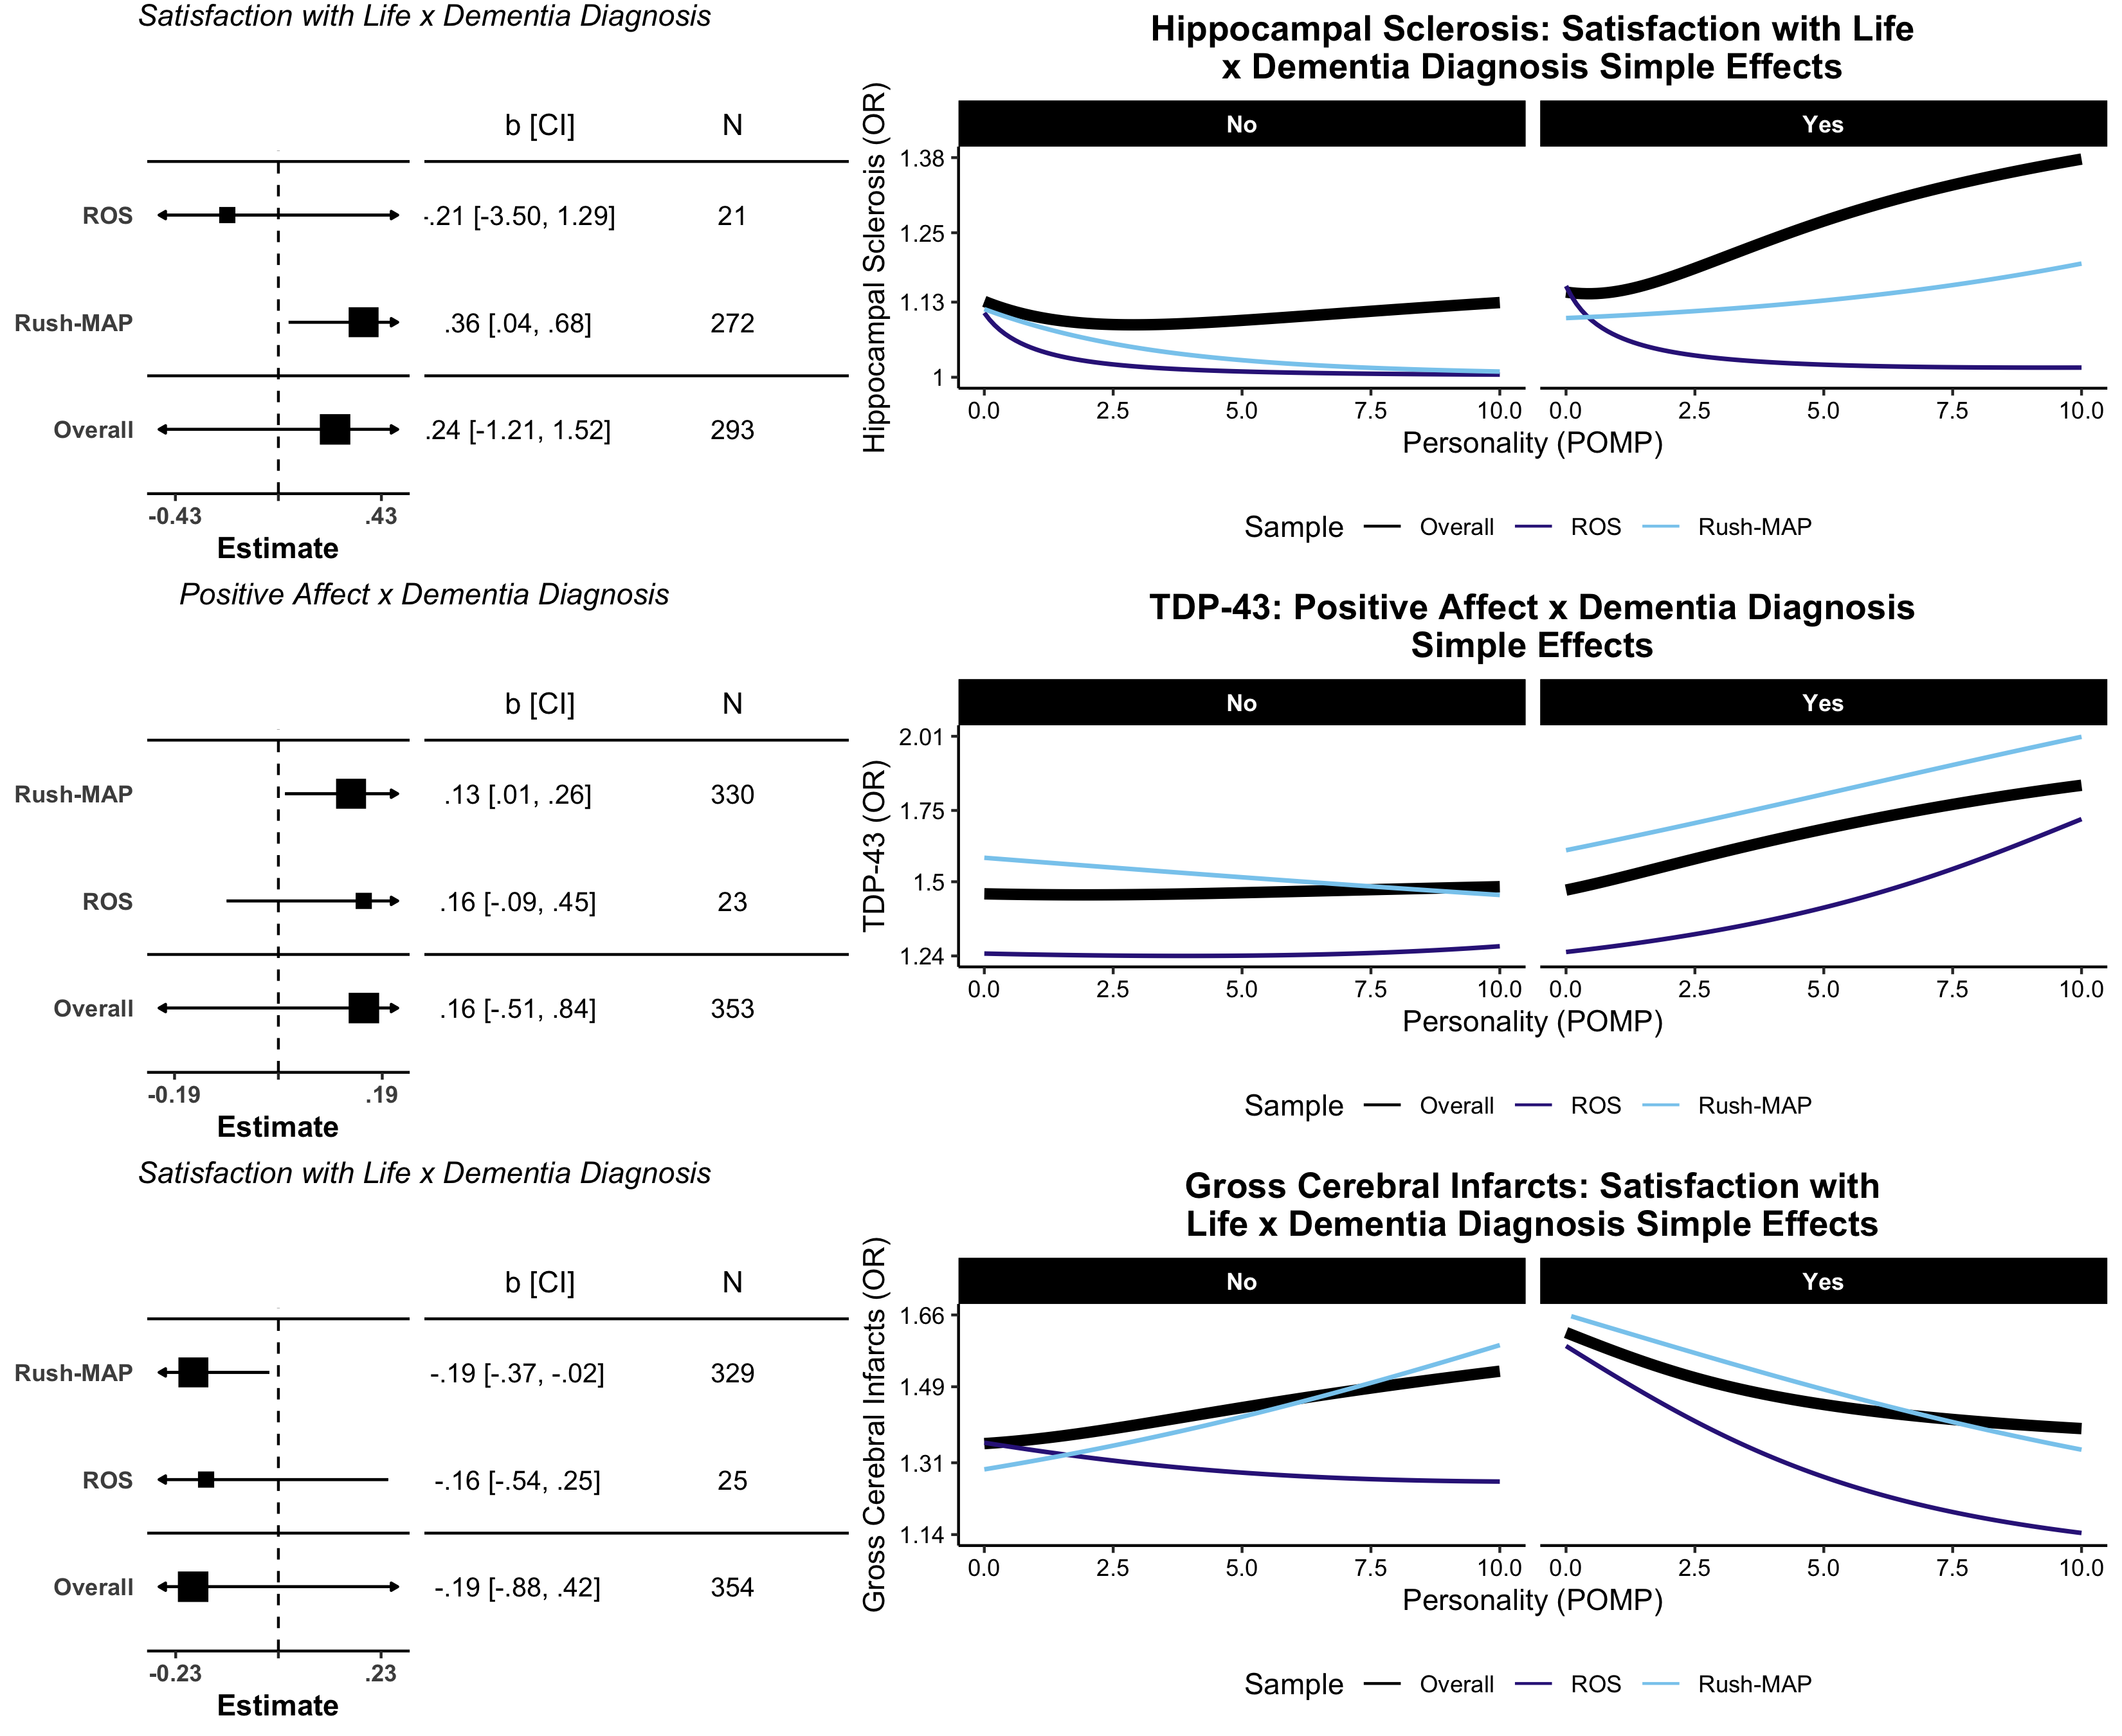 Satisfaction with Life x Dementia Diagnosis
b [CI] N
ROS -.21 [-3.50, 1.29] 21
Rush-MAP .36 [.04, .68] 272
Overall .24 [-1.21, 1.52] 293
-0.43 .43
Estimate
Hippocampal Sclerosis: Satisfaction with Life
x Dementia Diagnosis Simple Effects
Hippocampal Sclerosis (OR)
No Yes
1.38
1.25
1.13
1
0.0 2.5 5.0 7.5 10.0 0.0 2.5 5.0 7.5 10.0
Personality (POMP)
Sample Overall ROS Rush-MAP
Positive Affect x Dementia Diagnosis
b [CI] N
Rush-MAP .13 [.01, .26] 330
ROS .16 [-.09, .45] 23
Overall .16 [-.51, .84] 353
-0.19 .19
Estimate
TDP-43: Positive Affect x Dementia Diagnosis
Simple Effects
TDP-43 (OR)
No Yes
2.01
1.75
1.5
1.24
0.0 2.5 5.0 7.5 10.0 0.0 2.5 5.0 7.5 10.0
Personality (POMP)
Sample Overall ROS Rush-MAP
Satisfaction with Life x Dementia Diagnosis
b [CI] N
Rush-MAP -.19 [-.37, -.02] 329
ROS -.16 [-.54, .25] 25
Overall -.19 [-.88, .42] 354
-0.23 .23
Estimate
Gross Cerebral Infarcts: Satisfaction with
Life x Dementia Diagnosis Simple Effects
Gross Cerebral Infarcts (OR)
No Yes
1.66
1.49
1.31
1.14
0.0 2.5 5.0 7.5 10.0 0.0 2.5 5.0 7.5 10.0
Personality (POMP)
Sample Overall ROS Rush-MAP